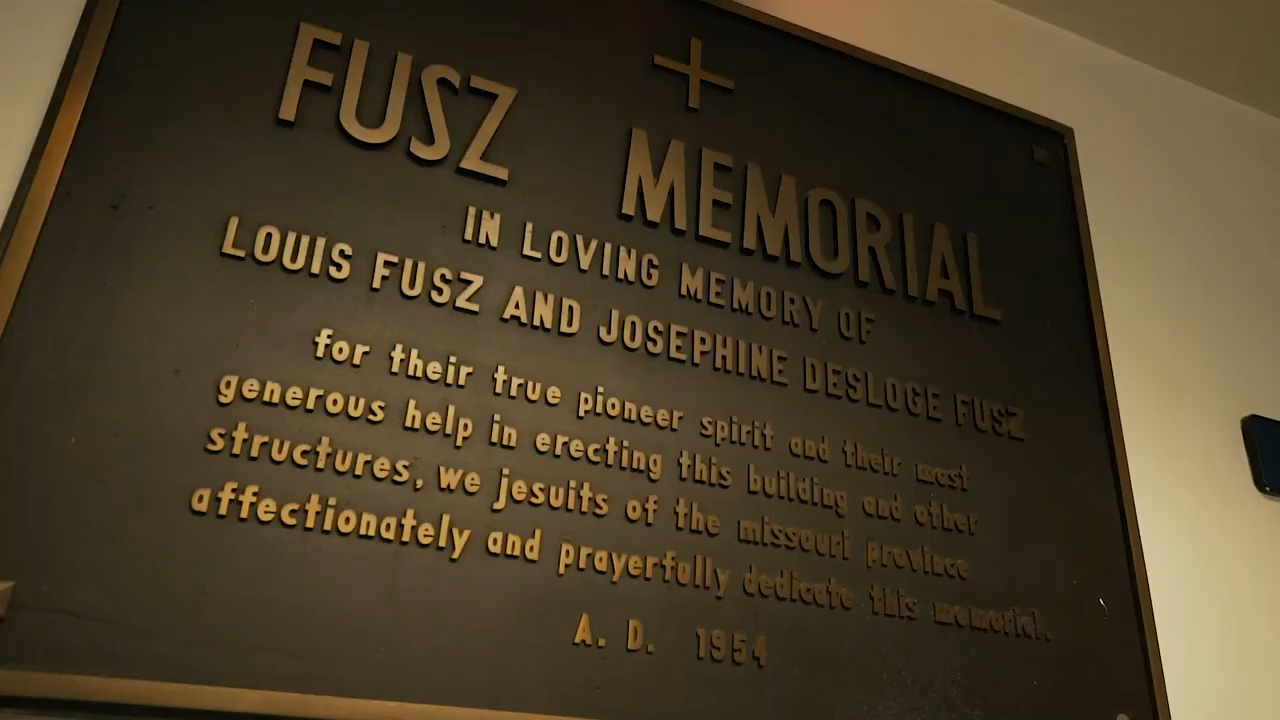 FUSZ MEMORIAL
IN LOVING MEMORY OF
LOUIS FUSZ AND JOSEPHINE DESLOGE FUSZ
for their true pioneer spirit and their most
generous help in erecting this building and other
structures, we jesuits of the missouri province
affectionately and prayerfully dedicate this memorial.
A. D. 1954